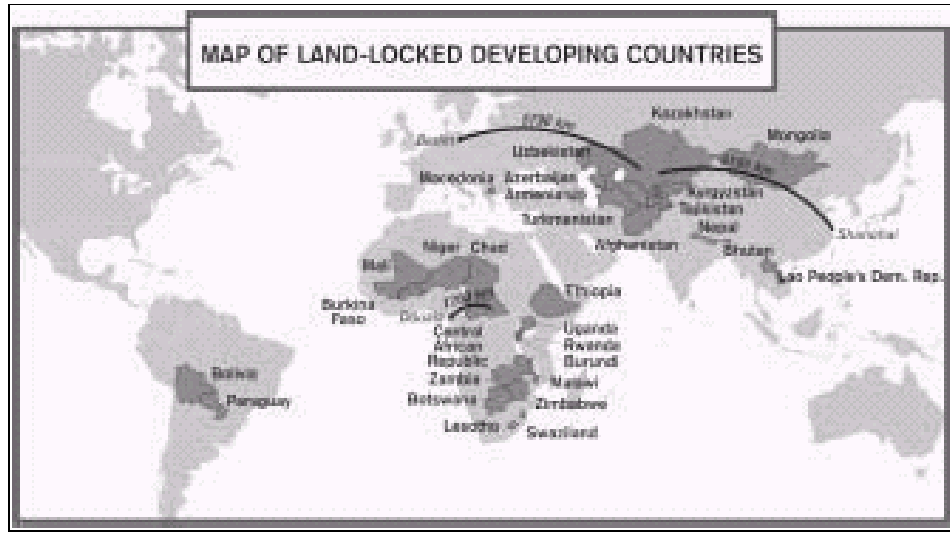 MAP OF LAND-LOCKED DEVELOPING COUNTRIES
Kazakhstan
Mongolia
Uzbekistan
Macedonia Azerbaijan
Armenia
Kyrgyzstan
Tajikistan
Turkmenistan
Nepal
Shanghai
Afghanistan
Bhutan
Niger Chad
Mali
Lao People's Dem. Rep.
Ethiopia
Burkina
Faso
Douala
Central
African
Republic
Uganda
Rwanda
Burundi
Zambia
Malawi
Bolivia
Paraguay
Botswana
Zimbabwe
Lesotho
Swaziland